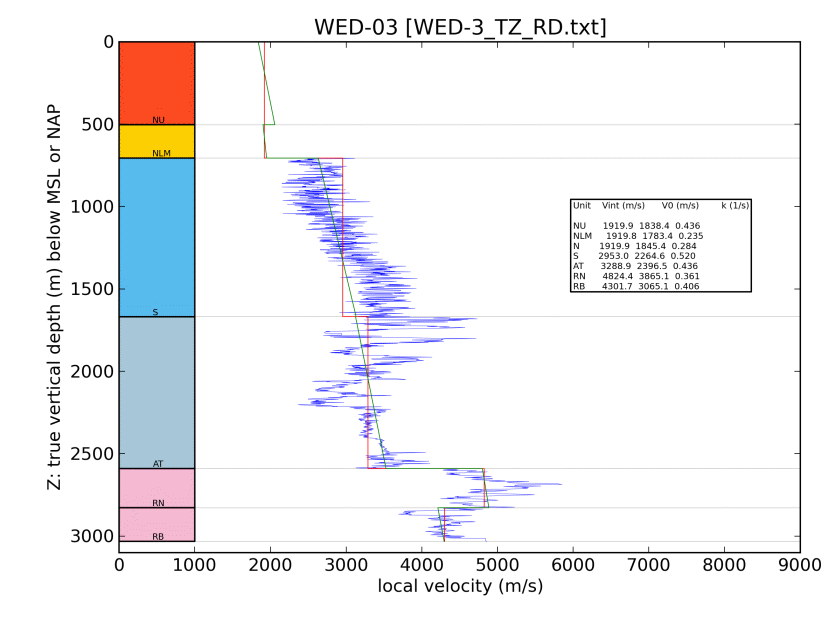 WED-03 [WED-3_TZ_RD.txt]
Z: true vertical depth (m) below MSL or NAP
0
500
1000
1500
2000
2500
3000
NU
NLM
S
AT
RN
RB
Unit Vint (m/s) V0 (m/s) k (1/s)
NU 1919.9 1838.4 0.436
NLM 1919.8 1783.4 0.235
N 1919.9 1845.4 0.284
S 2953.0 2264.6 0.520
AT 3288.9 2396.5 0.436
RN 4824.4 3865.1 0.361
RB 4301.7 3065.1 0.406
0 1000 2000 3000 4000 5000 6000 7000 8000 9000
local velocity (m/s)